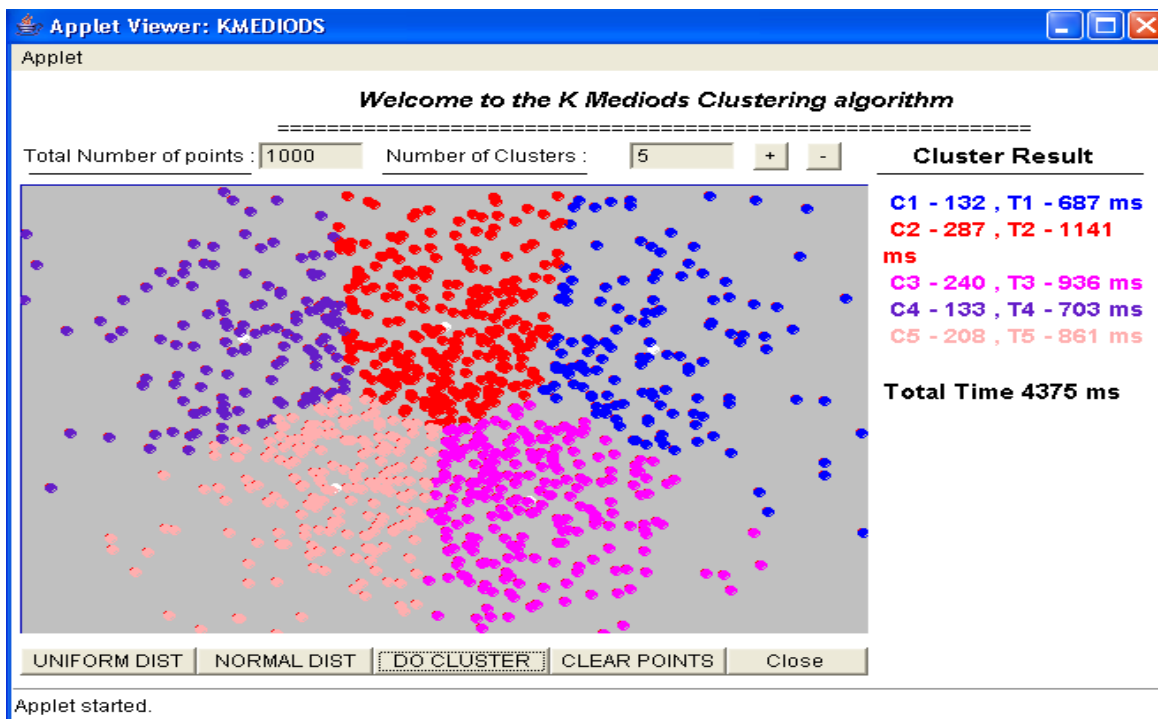 Applet Viewer: KMEDIODS
Applet
Welcome to the K Mediods Clustering algorithm
=============================================================
Total Number of points : 1000 Number of Clusters : 5 + - Cluster Result
C1 - 132 , T1 - 687 ms
C2 - 287 , T2 - 1141
ms
C3 - 240 , T3 - 936 ms
C4 - 133 , T4 - 703 ms
C5 - 208 , T5 - 861 ms
Total Time 4375 ms
UNIFORM DIST NORMAL DIST DO CLUSTER CLEAR POINTS Close
Applet started.